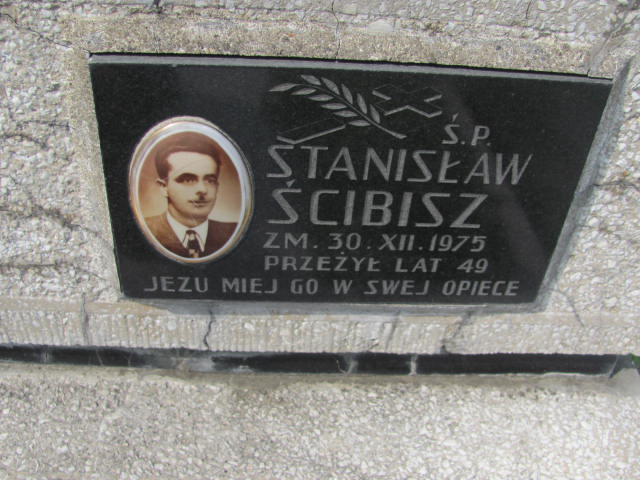 Ś.P.
STANISŁAW
ŚCIBISZ
ZM. 30. XII. 1975
PRZEŻYŁ LAT 49
JEZU MIEJ GO W SWEJ OPIECE